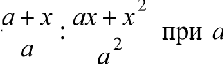 (a + x)/a : (ax + x²)/a² при a